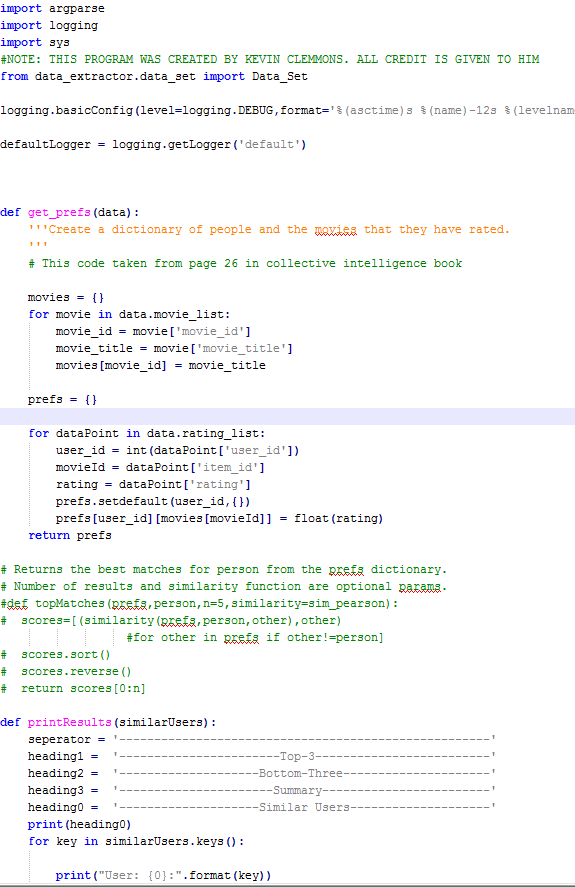 import argparse
import logging
import sys
#NOTE: THIS PROGRAM WAS CREATED BY KEVIN CLEMMONS. ALL CREDIT IS GIVEN TO HIM
from data_extractor.data_set import Data_Set
logging.basicConfig(level=logging.DEBUG,format='%(asctime)s %(name)-12s %(levelnam
defaultLogger = logging.getLogger('default')
def get_prefs(data):
    '''Create a dictionary of people and the movies that they have rated.
    '''
    # This code taken from page 26 in collective intelligence book
    movies = {}
    for movie in data.movie_list:
        movie_id = movie['movie_id']
        movie_title = movie['movie_title']
        movies[movie_id] = movie_title
    prefs = {}
    for dataPoint in data.rating_list:
        user_id = int(dataPoint['user_id'])
        movieId = dataPoint['item_id']
        rating = dataPoint['rating']
        prefs.setdefault(user_id,{})
        prefs[user_id][movies[movieId]] = float(rating)
    return prefs
# Returns the best matches for person from the prefs dictionary.
# Number of results and similarity function are optional params.
#def topMatches(prefs,person,n=5,similarity=sim_pearson):
#  scores=[(similarity(prefs,person,other),other)
                  #for other in prefs if other!=person]
#  scores.sort()
#  scores.reverse()
#  return scores[0:n]
def printResults(similarUsers):
    seperator = '-----------------------------------------------------'
    heading1 =  '-----------------------Top-3-------------------------'
    heading2 =  '--------------------Bottom-Three---------------------'
    heading3 =  '----------------------Summary------------------------'
    heading0 =  '--------------------Similar Users--------------------'
    print(heading0)
    for key in similarUsers.keys():
        print("User: {0}:".format(key))